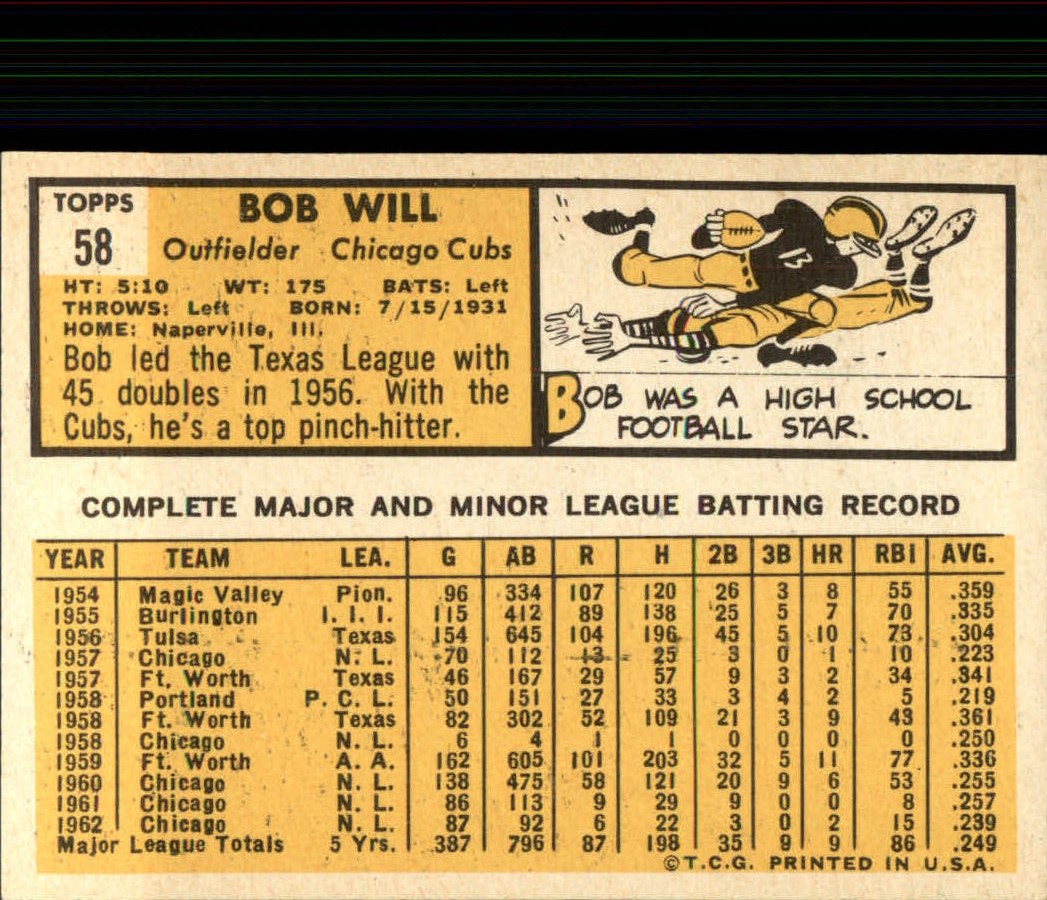 TOPPS
58
BOB WILL
Outfielder Chicago Cubs
HT: 5:10 WT: 175 BATS: Left
THROWS: Left BORN: 7/15/1931
HOME: Naperville, Ill.
Bob led the Texas League with
45 doubles in 1956. With the
Cubs, he's a top pinch-hitter.
13
BOB WAS A HIGH SCHOOL
FOOTBALL STAR.
COMPLETE MAJOR AND MINOR LEAGUE BATTING RECORD
YEAR TEAM LEA. G AB R H 2B 3B HR RBI AVG.
1954 Magic Valley Pion. 96 334 107 120 26 3 8 55 .359
1955 Burlington I. I. I. 115 412 89 138 25 5 7 70 .335
1956 Tulsa Texas 154 645 104 196 45 5 10 73 .304
1957 Chicago N. L. 70 112 13 25 3 0 1 10 .223
1957 Ft. Worth Texas 46 167 29 57 9 3 2 34 .341
1958 Portland P. C. L. 50 151 27 33 3 4 2 5 .219
1958 Ft. Worth Texas 82 302 52 109 21 3 9 43 .361
1958 Chicago N. L. 6 4 1 1 0 0 0 0 .250
1959 Ft. Worth A. A. 162 605 101 203 32 5 11 77 .336
1960 Chicago N. L. 138 475 58 121 20 9 6 53 .255
1961 Chicago N. L. 86 113 9 29 9 0 0 8 .257
1962 Chicago N. L. 87 92 6 22 3 0 2 15 .239
Major League Totals 5 Yrs. 387 796 87 198 35 9 9 86 .249
©T.C.G. PRINTED IN U.S.A.